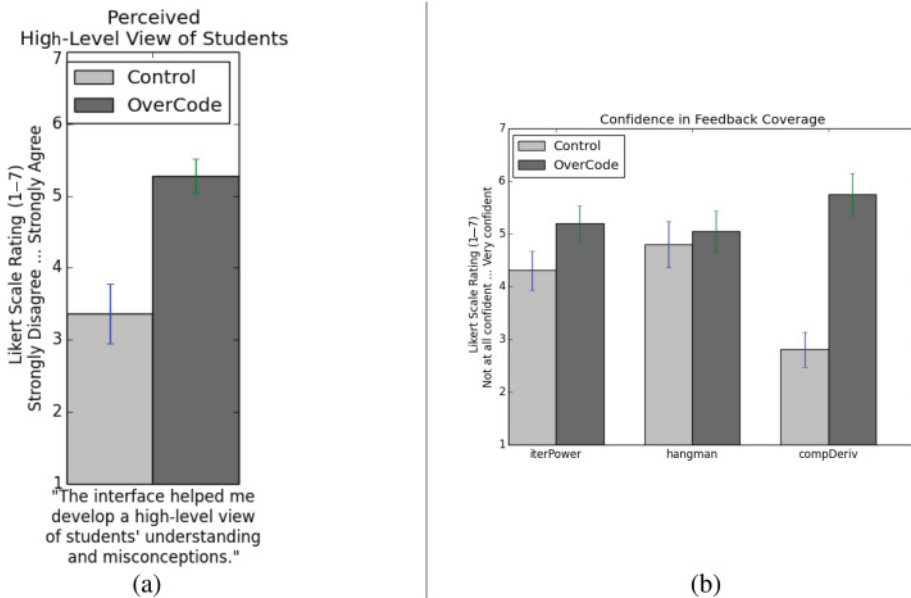 Perceived
High-Level View of Students
7
6
5
4
3
2
1
Likert Scale Rating (1–7)
Strongly Disagree ... Strongly Agree
Control
OverCode
"The interface helped me
develop a high-level view
of students' understanding
and misconceptions."
(a)
Confidence in Feedback Coverage
7
6
5
4
3
2
1
Likert Scale Rating (1–7)
Not at all confident ... Very confident
Control
OverCode
iterPower hangman compDeriv
(b)